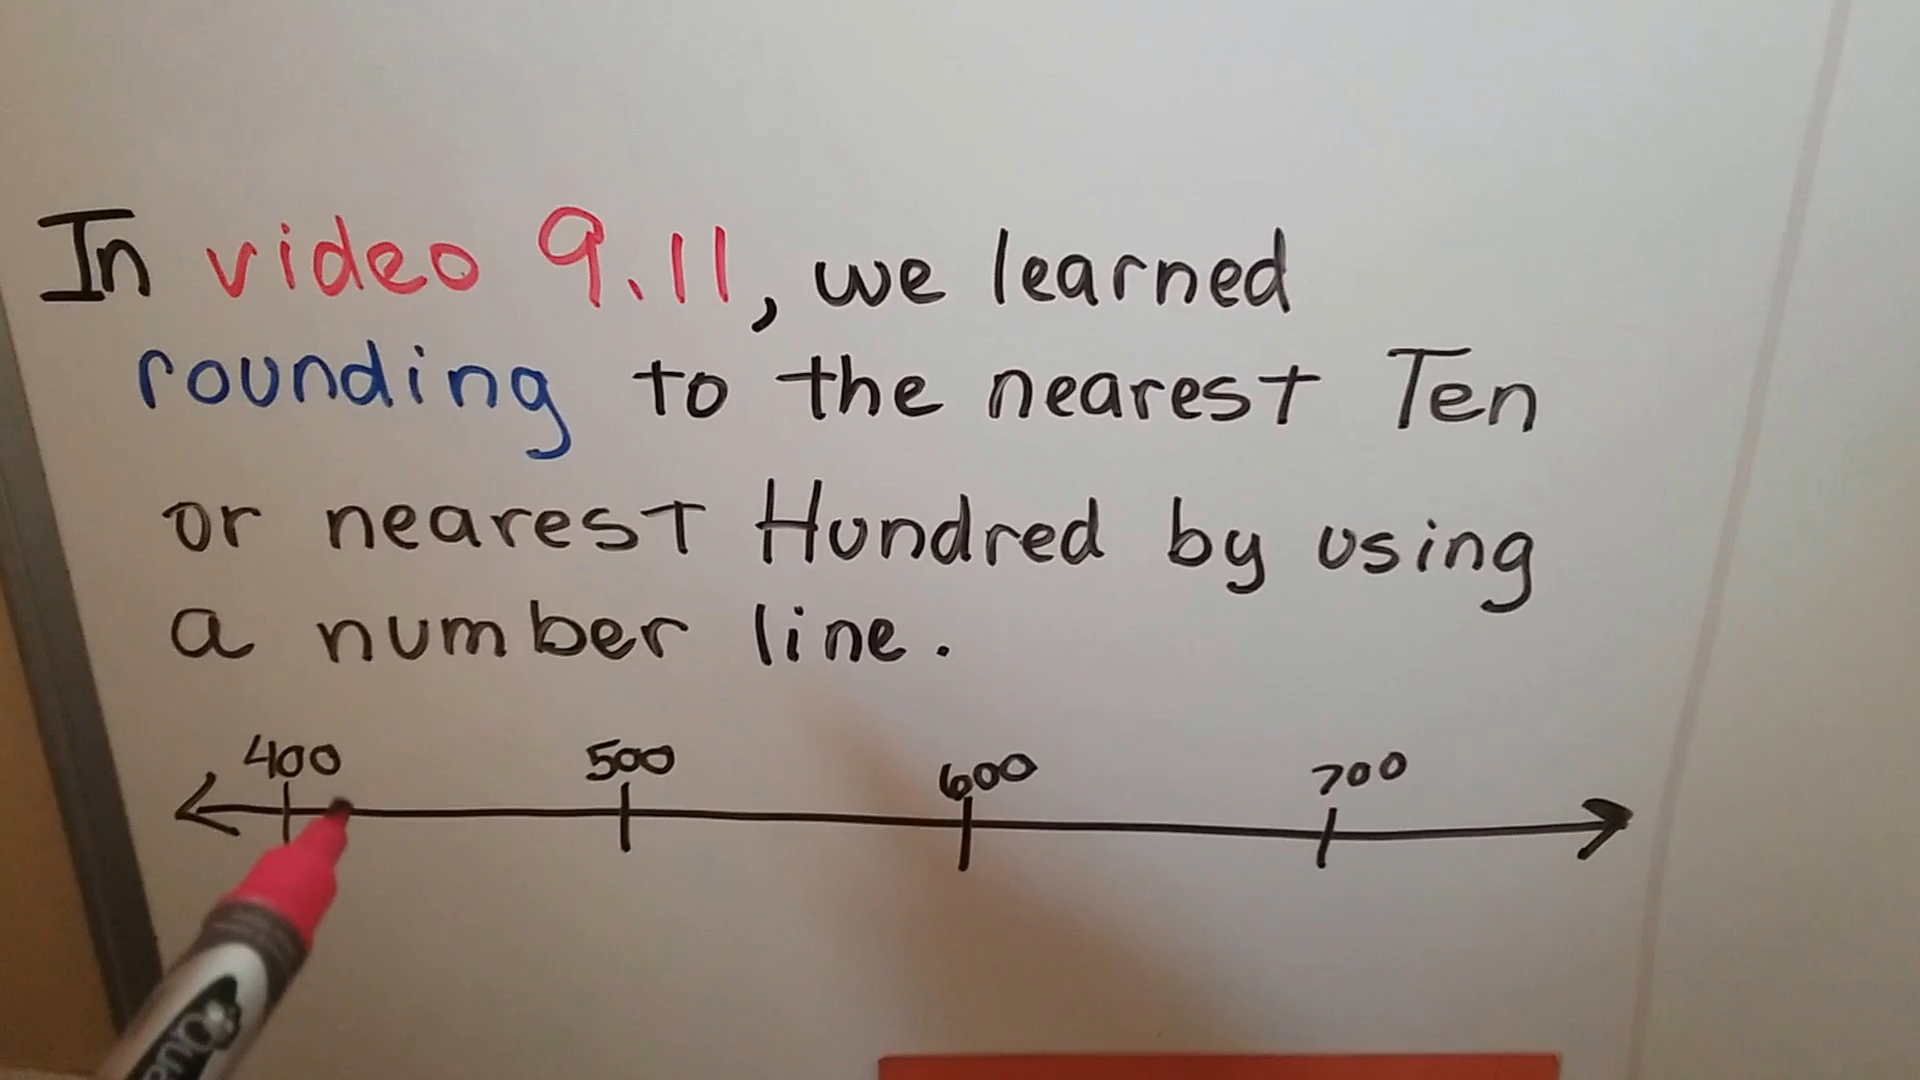 In video 9.11, we learned
rounding to the nearest Ten
or nearest Hundred by using
a number line.
400 500 600 700